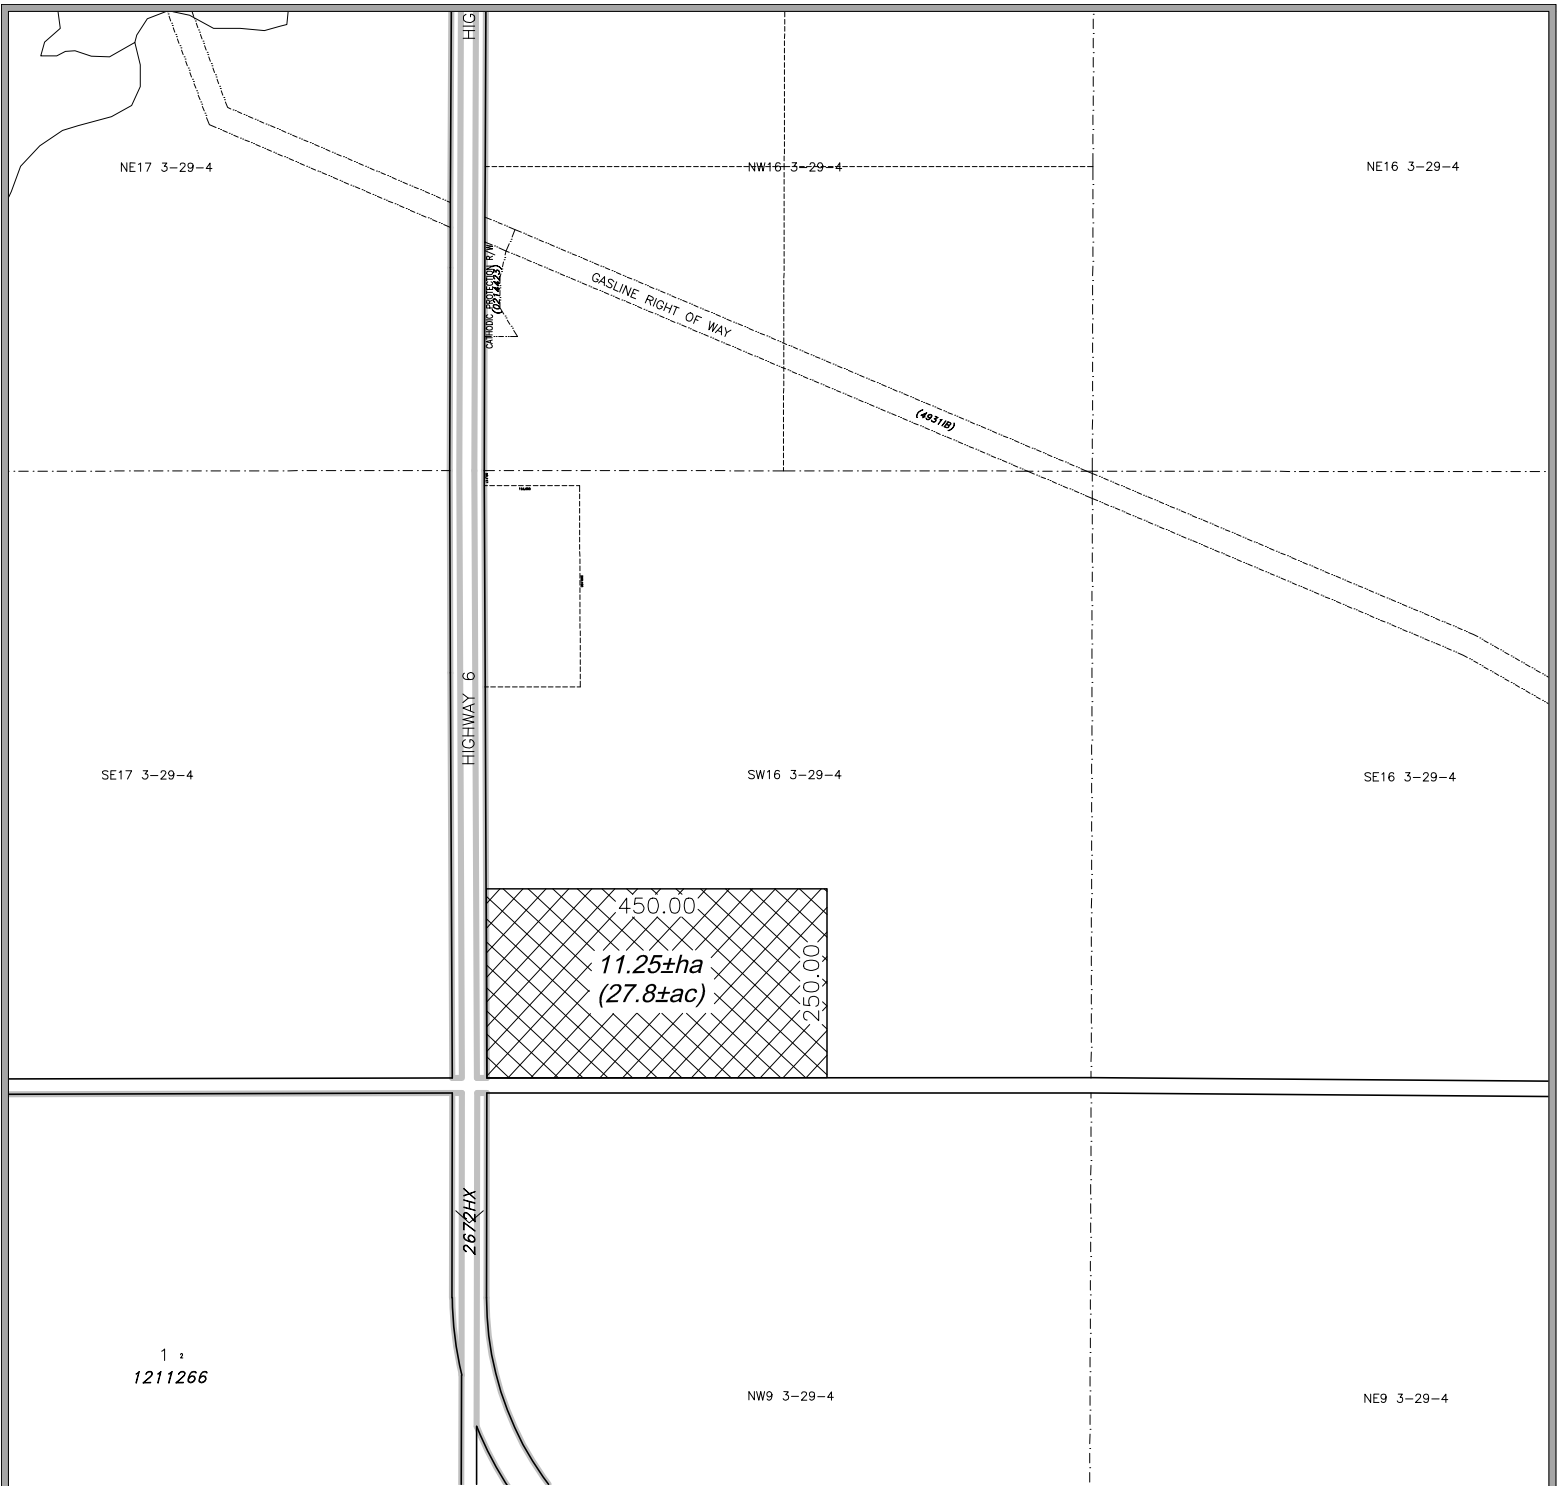 HIG
NE17 3-29-4
NW16 3-29-4
NE16 3-29-4
CATHODIC PROTECTION R/W
GASLINE RIGHT OF WAY
(4931IB)
HIGHWAY 6
SE17 3-29-4
SW16 3-29-4
SE16 3-29-4
450.00
11.25±ha
(27.8±ac)
250.00
2672HX
1 2
1211266
NW9 3-29-4
NE9 3-29-4